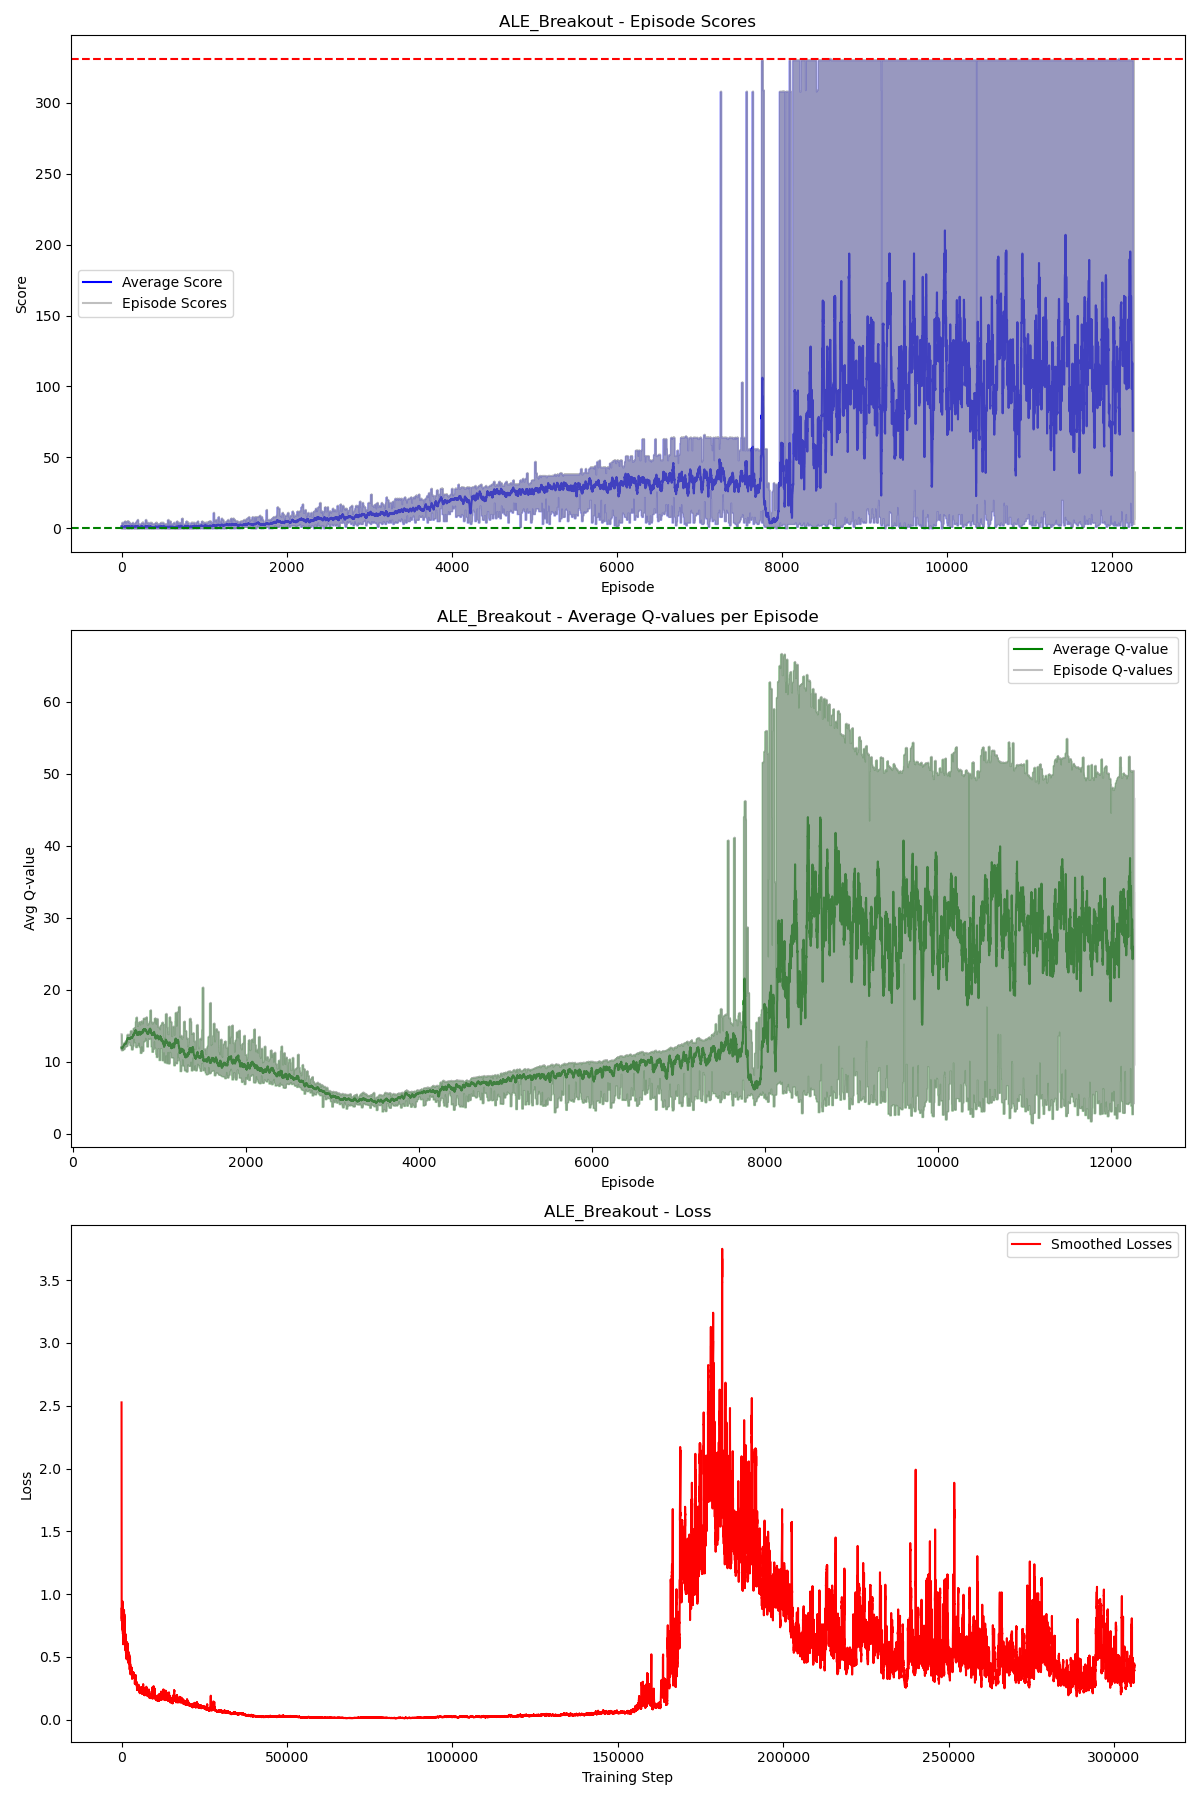 ALE_Breakout - Episode Scores
Score
300
250
200
150
100
50
0
Average Score
Episode Scores
0 2000 4000 6000 8000 10000 12000
Episode
ALE_Breakout - Average Q-values per Episode
Avg Q-value
60
50
40
30
20
10
0
Average Q-value
Episode Q-values
0 2000 4000 6000 8000 10000 12000
Episode
ALE_Breakout - Loss
Loss
3.5
3.0
2.5
2.0
1.5
1.0
0.5
0.0
Smoothed Losses
0 50000 100000 150000 200000 250000 300000
Training Step